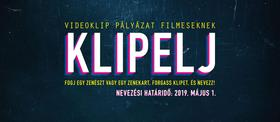 VIDEOKLIP PÁLYÁZAT FILMESEKNEK
KLIPELJ
FOGJ EGY ZENÉSZT VAGY EGY ZENEKART, FORGASS KLIPET, ÉS NEVEZZ!
NEVEZÉSI HATÁRIDŐ: 2019. MÁJUS 1.